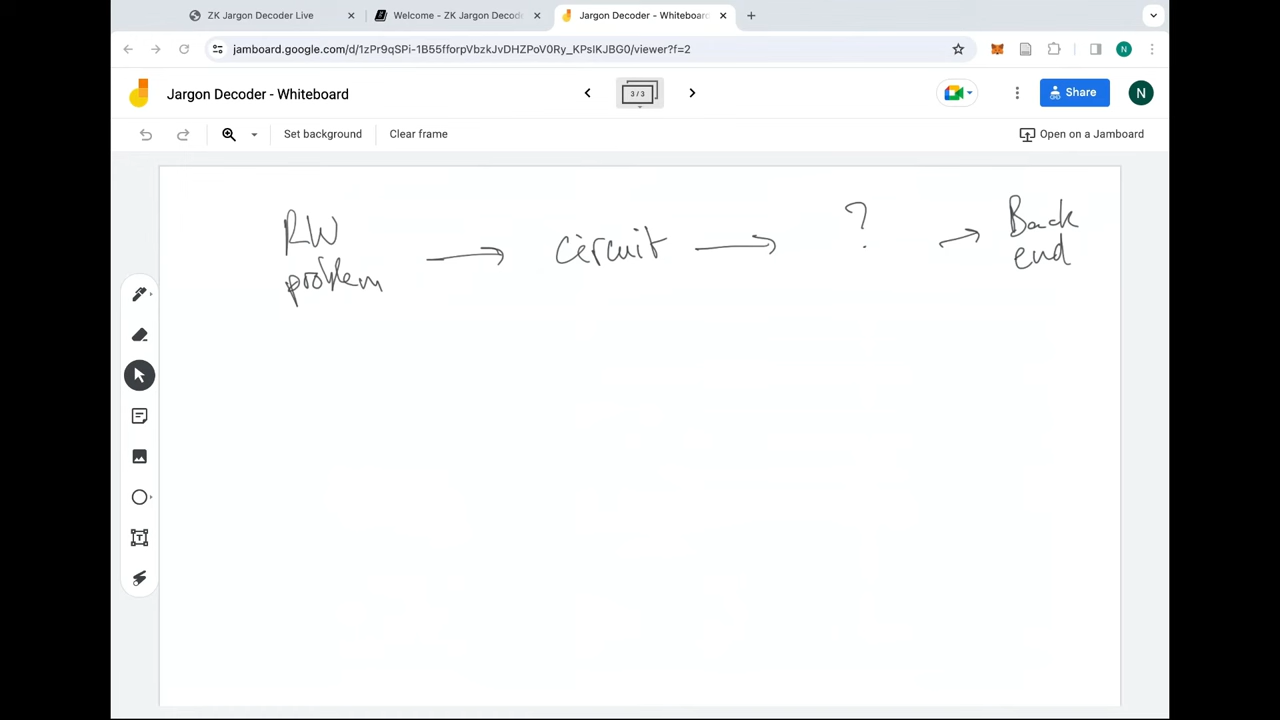 ZK Jargon Decoder Live
Welcome - ZK Jargon Decod
Jargon Decoder - Whiteboard
jamboard.google.com/d/1zPr9qSPi-1B55fforpVbzkJvDHZPoV0Ry_KPsIKJBG0/viewer?f=2
N
Jargon Decoder - Whiteboard
3 / 3
Share
N
Set background
Clear frame
Open on a Jamboard
RW
problem
circuit
?
Back
end
T